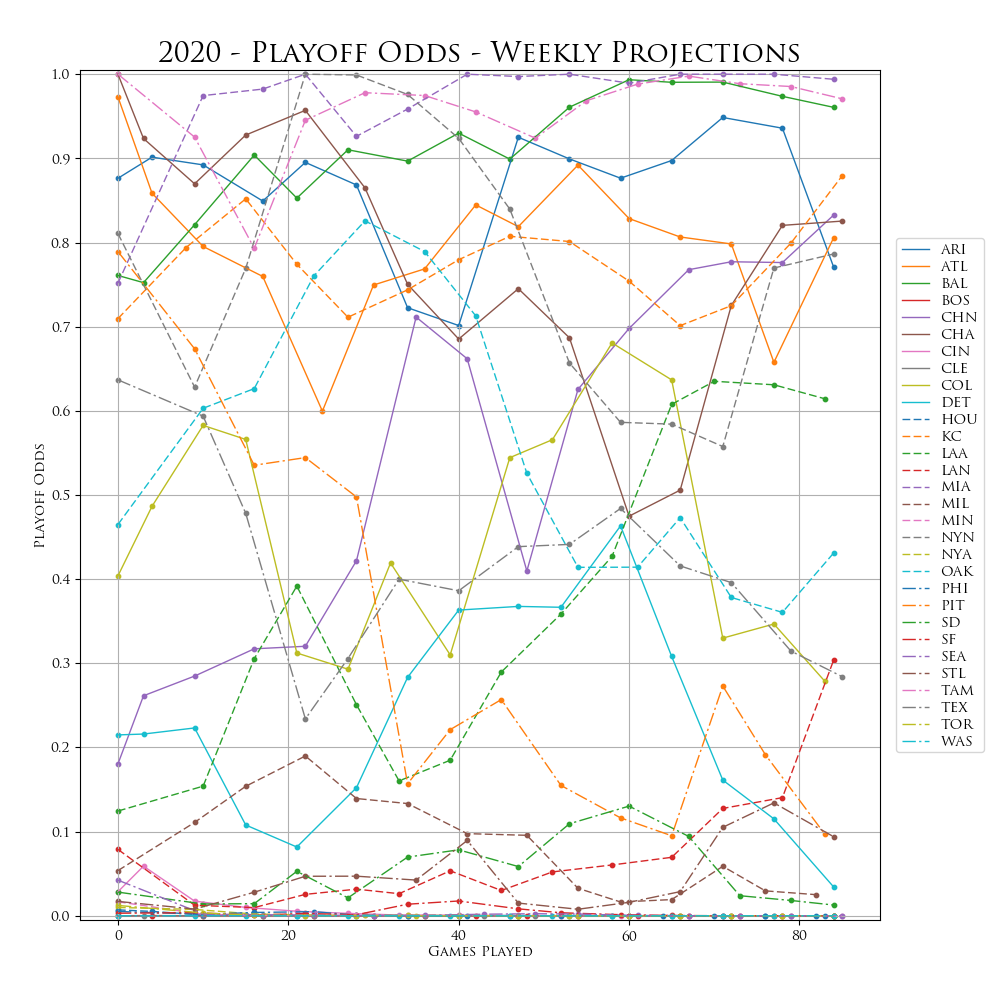 2020 - Playoff Odds - Weekly Projections
1.0
0.9
0.8
0.7
0.6
0.5
0.4
0.3
0.2
0.1
0.0
Playoff Odds
0
20
40
60
80
Games Played
ARI
ATL
BAL
BOS
CHN
CHA
CIN
CLE
COL
DET
HOU
KC
LAA
LAN
MIA
MIL
MIN
NYN
NYA
OAK
PHI
PIT
SD
SF
SEA
STL
TAM
TEX
TOR
WAS